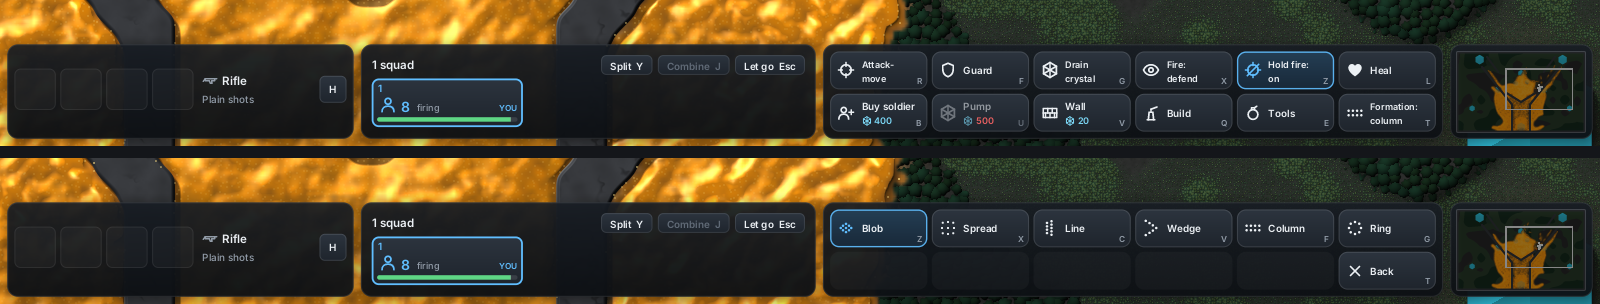 Rifle
Plain shots
H
1 squad
Split Y
Combine J
Let go Esc
1
8 firing
YOU
Attack-
move
R
Guard
F
Drain
crystal
G
Fire:
defend
X
Hold fire:
on
Z
Heal
L
Buy soldier
400
B
Pump
500
U
Wall
20
V
Build
Q
Tools
E
Formation:
column
T
Rifle
Plain shots
H
1 squad
Split Y
Combine J
Let go Esc
1
8 firing
YOU
Blob
Z
Spread
X
Line
C
Wedge
V
Column
F
Ring
G
Back
T